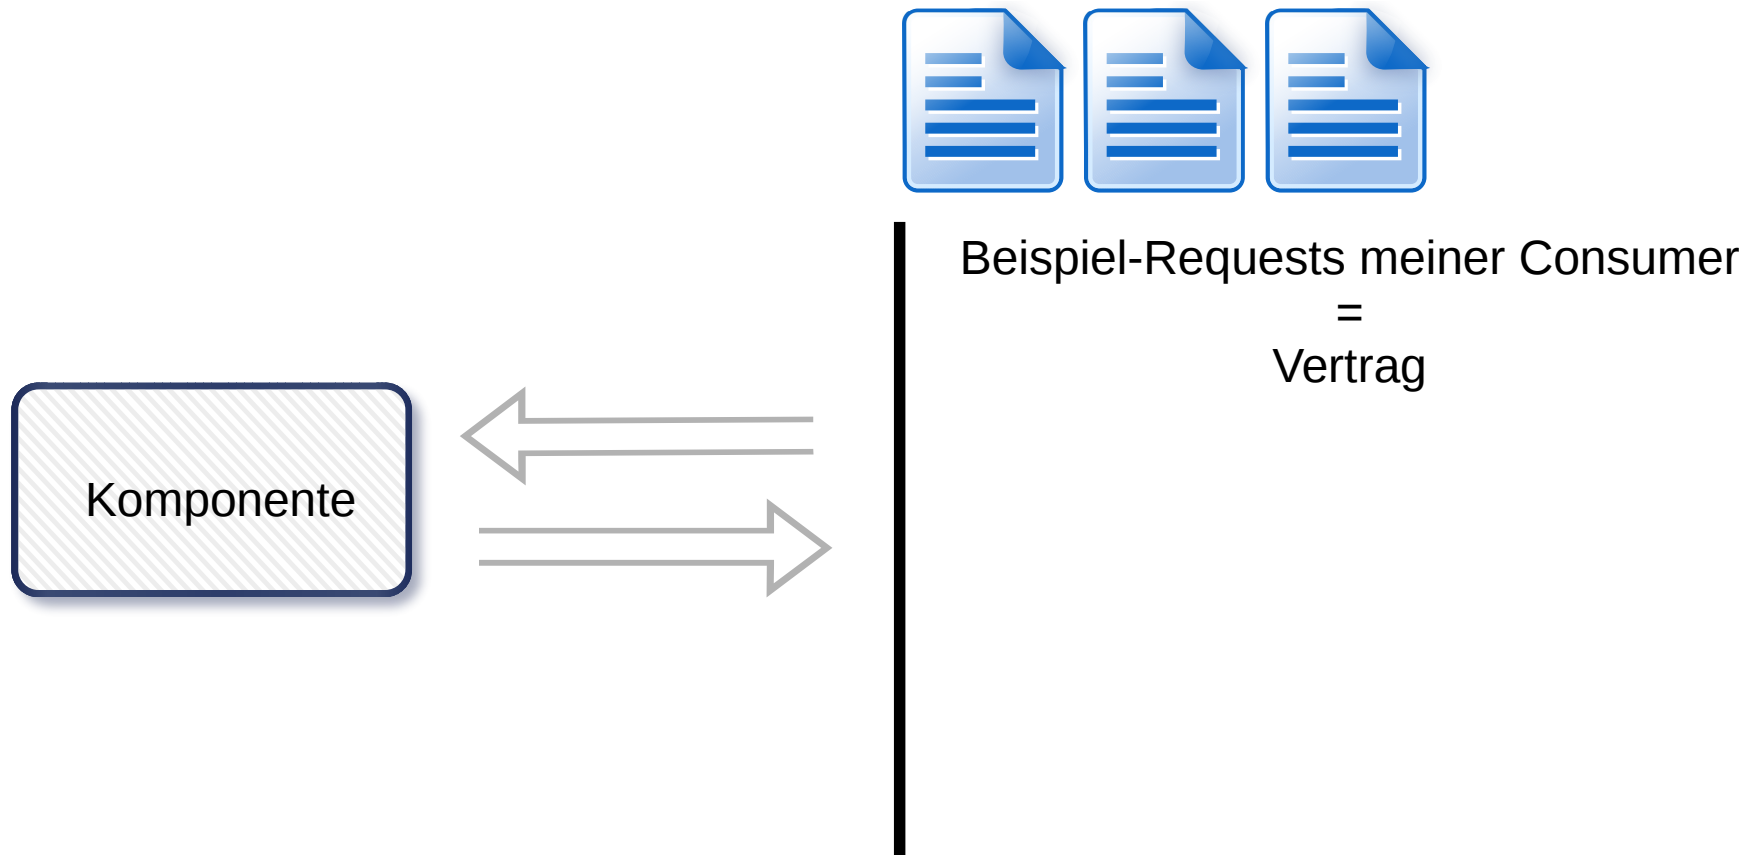 Beispiel-Requests meiner Consumer
=
Vertrag
Komponente